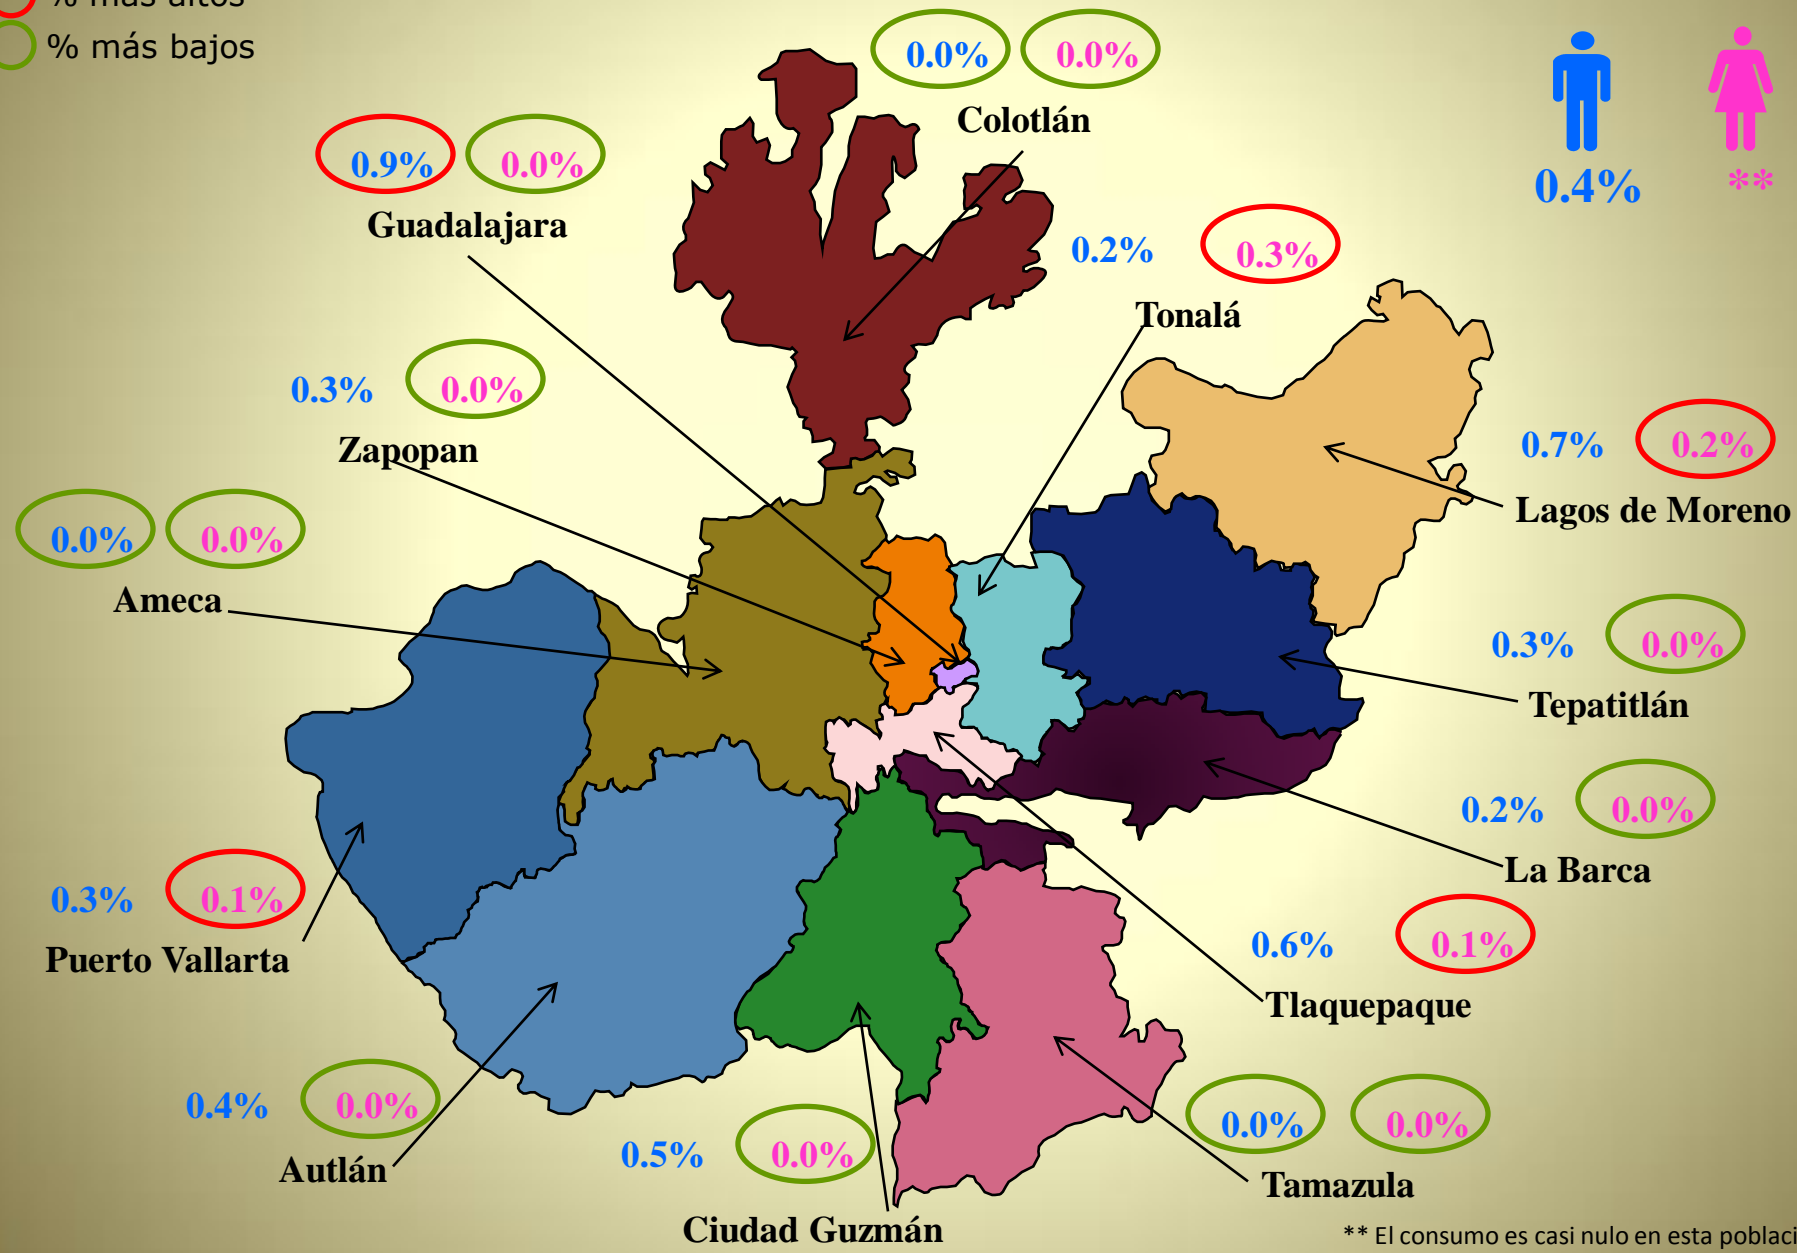 % más altos
% más bajos
0.0% 0.0%
Colotlán
0.4% **
0.9% 0.0%
Guadalajara
0.2% 0.3%
Tonalá
0.3% 0.0%
Zapopan
0.7% 0.2%
Lagos de Moreno
0.0% 0.0%
Ameca
0.3% 0.0%
Tepatitlán
0.2% 0.0%
La Barca
0.3% 0.1%
Puerto Vallarta
0.6% 0.1%
Tlaquepaque
0.4% 0.0%
Autlán
0.5% 0.0%
Ciudad Guzmán
0.0% 0.0%
Tamazula
** El consumo es casi nulo en esta poblaci